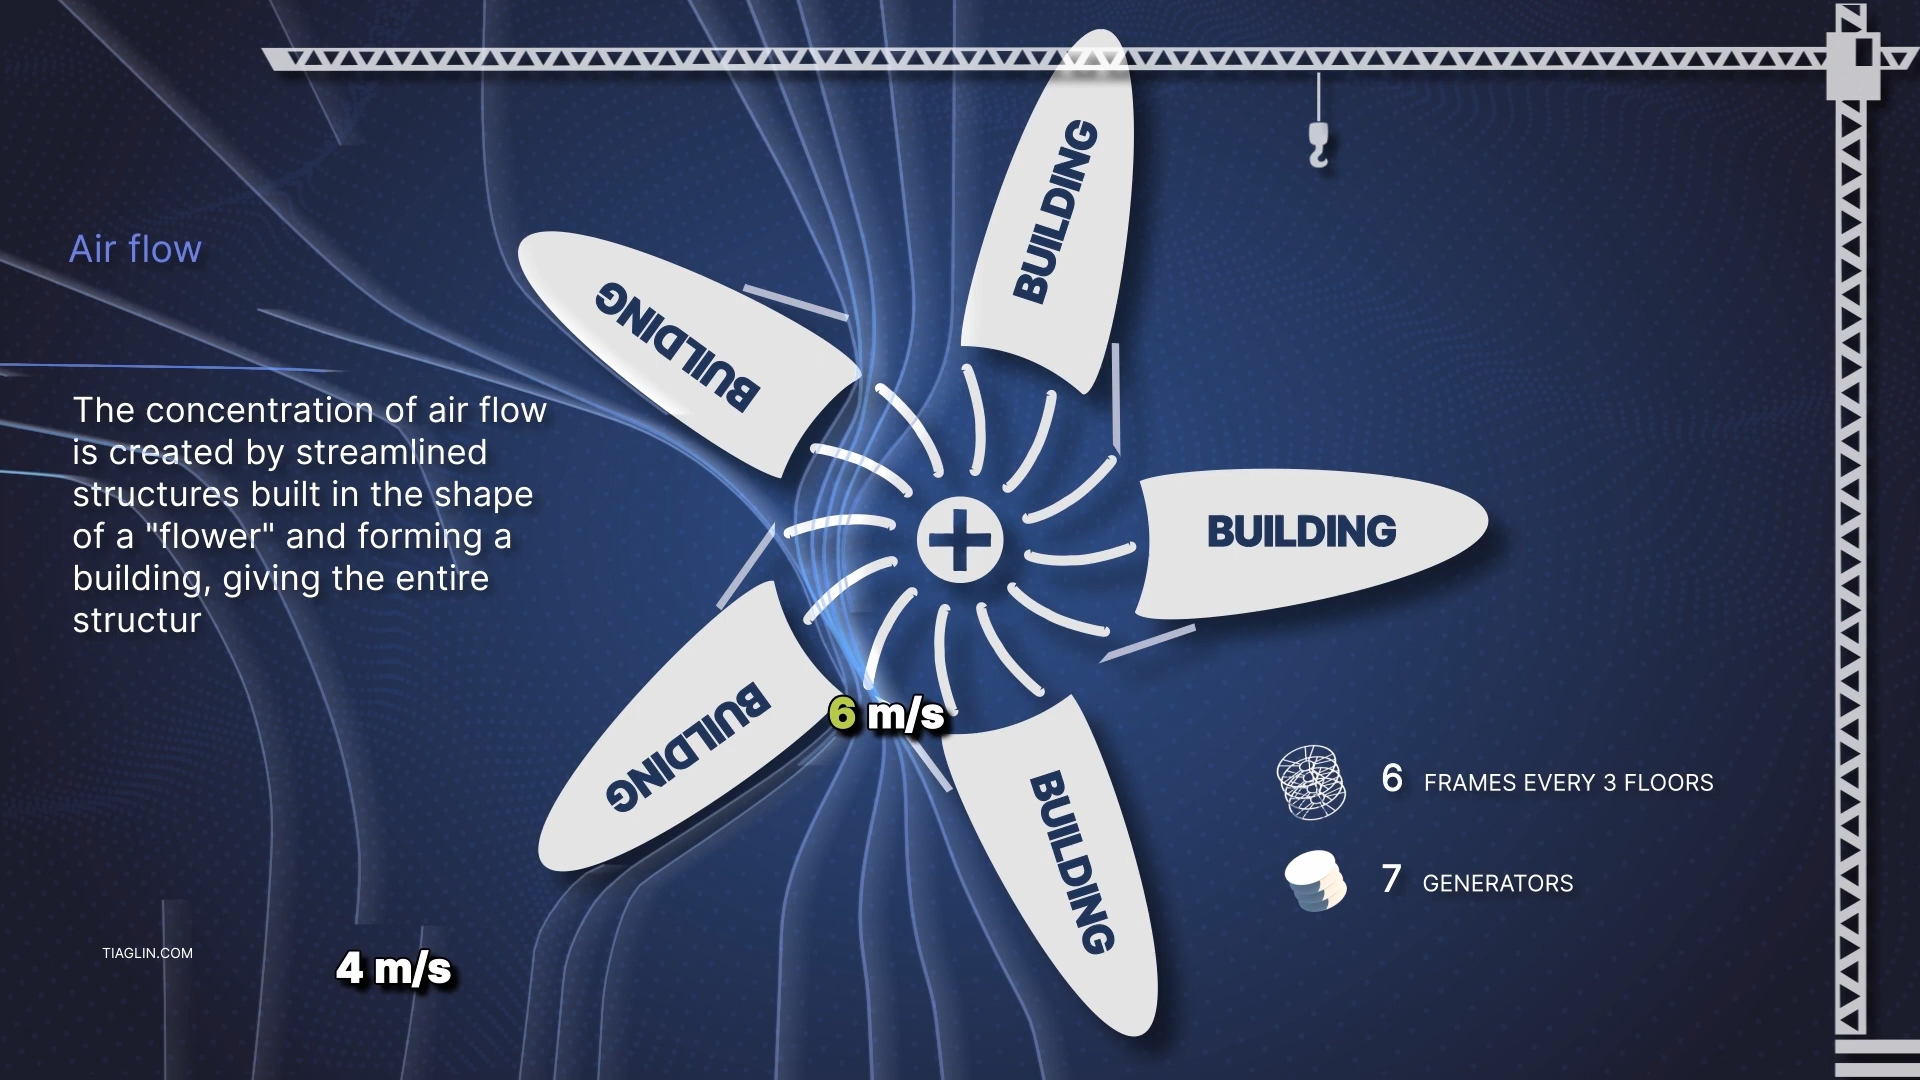 Air flow
The concentration of air flow
is created by streamlined
structures built in the shape
of a "flower" and forming a
building, giving the entire
structur
BUILDING
BUILDING
BUILDING
BUILDING
BUILDING
6 m/s
4 m/s
6 FRAMES EVERY 3 FLOORS
7 GENERATORS
TIAGLIN.COM